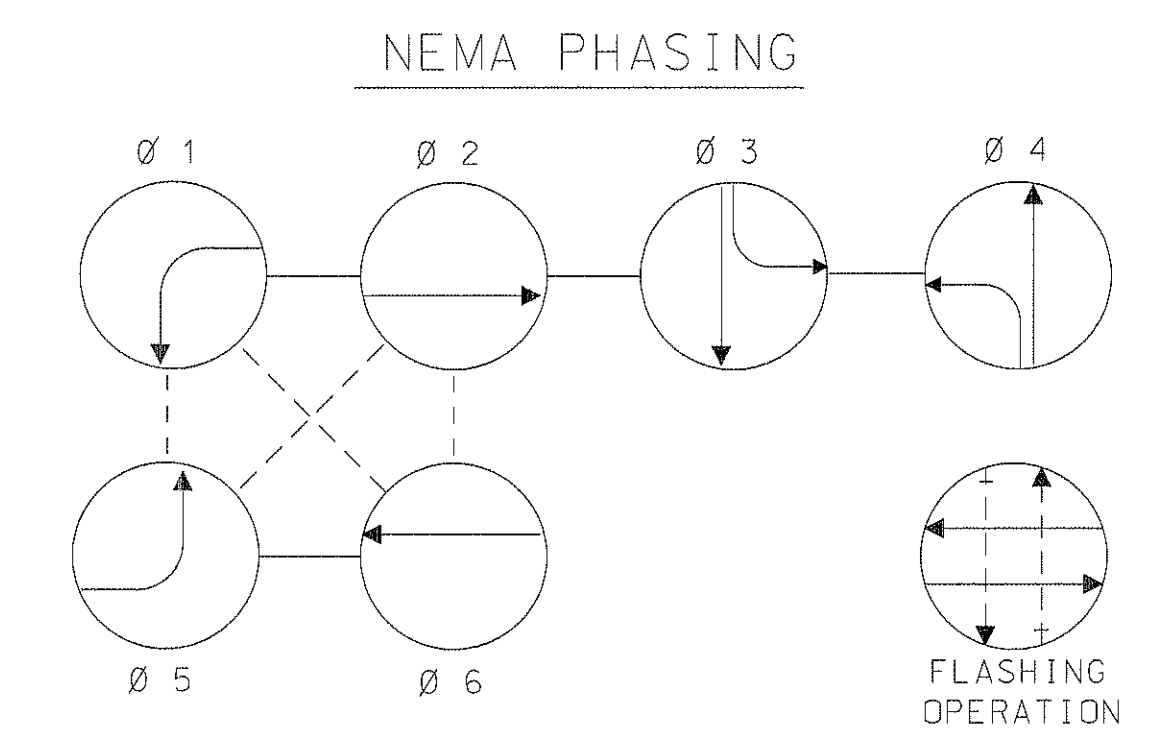 NEMA PHASING
Ø 1
Ø 2
Ø 3
Ø 4
Ø 5
Ø 6
FLASHING
OPERATION